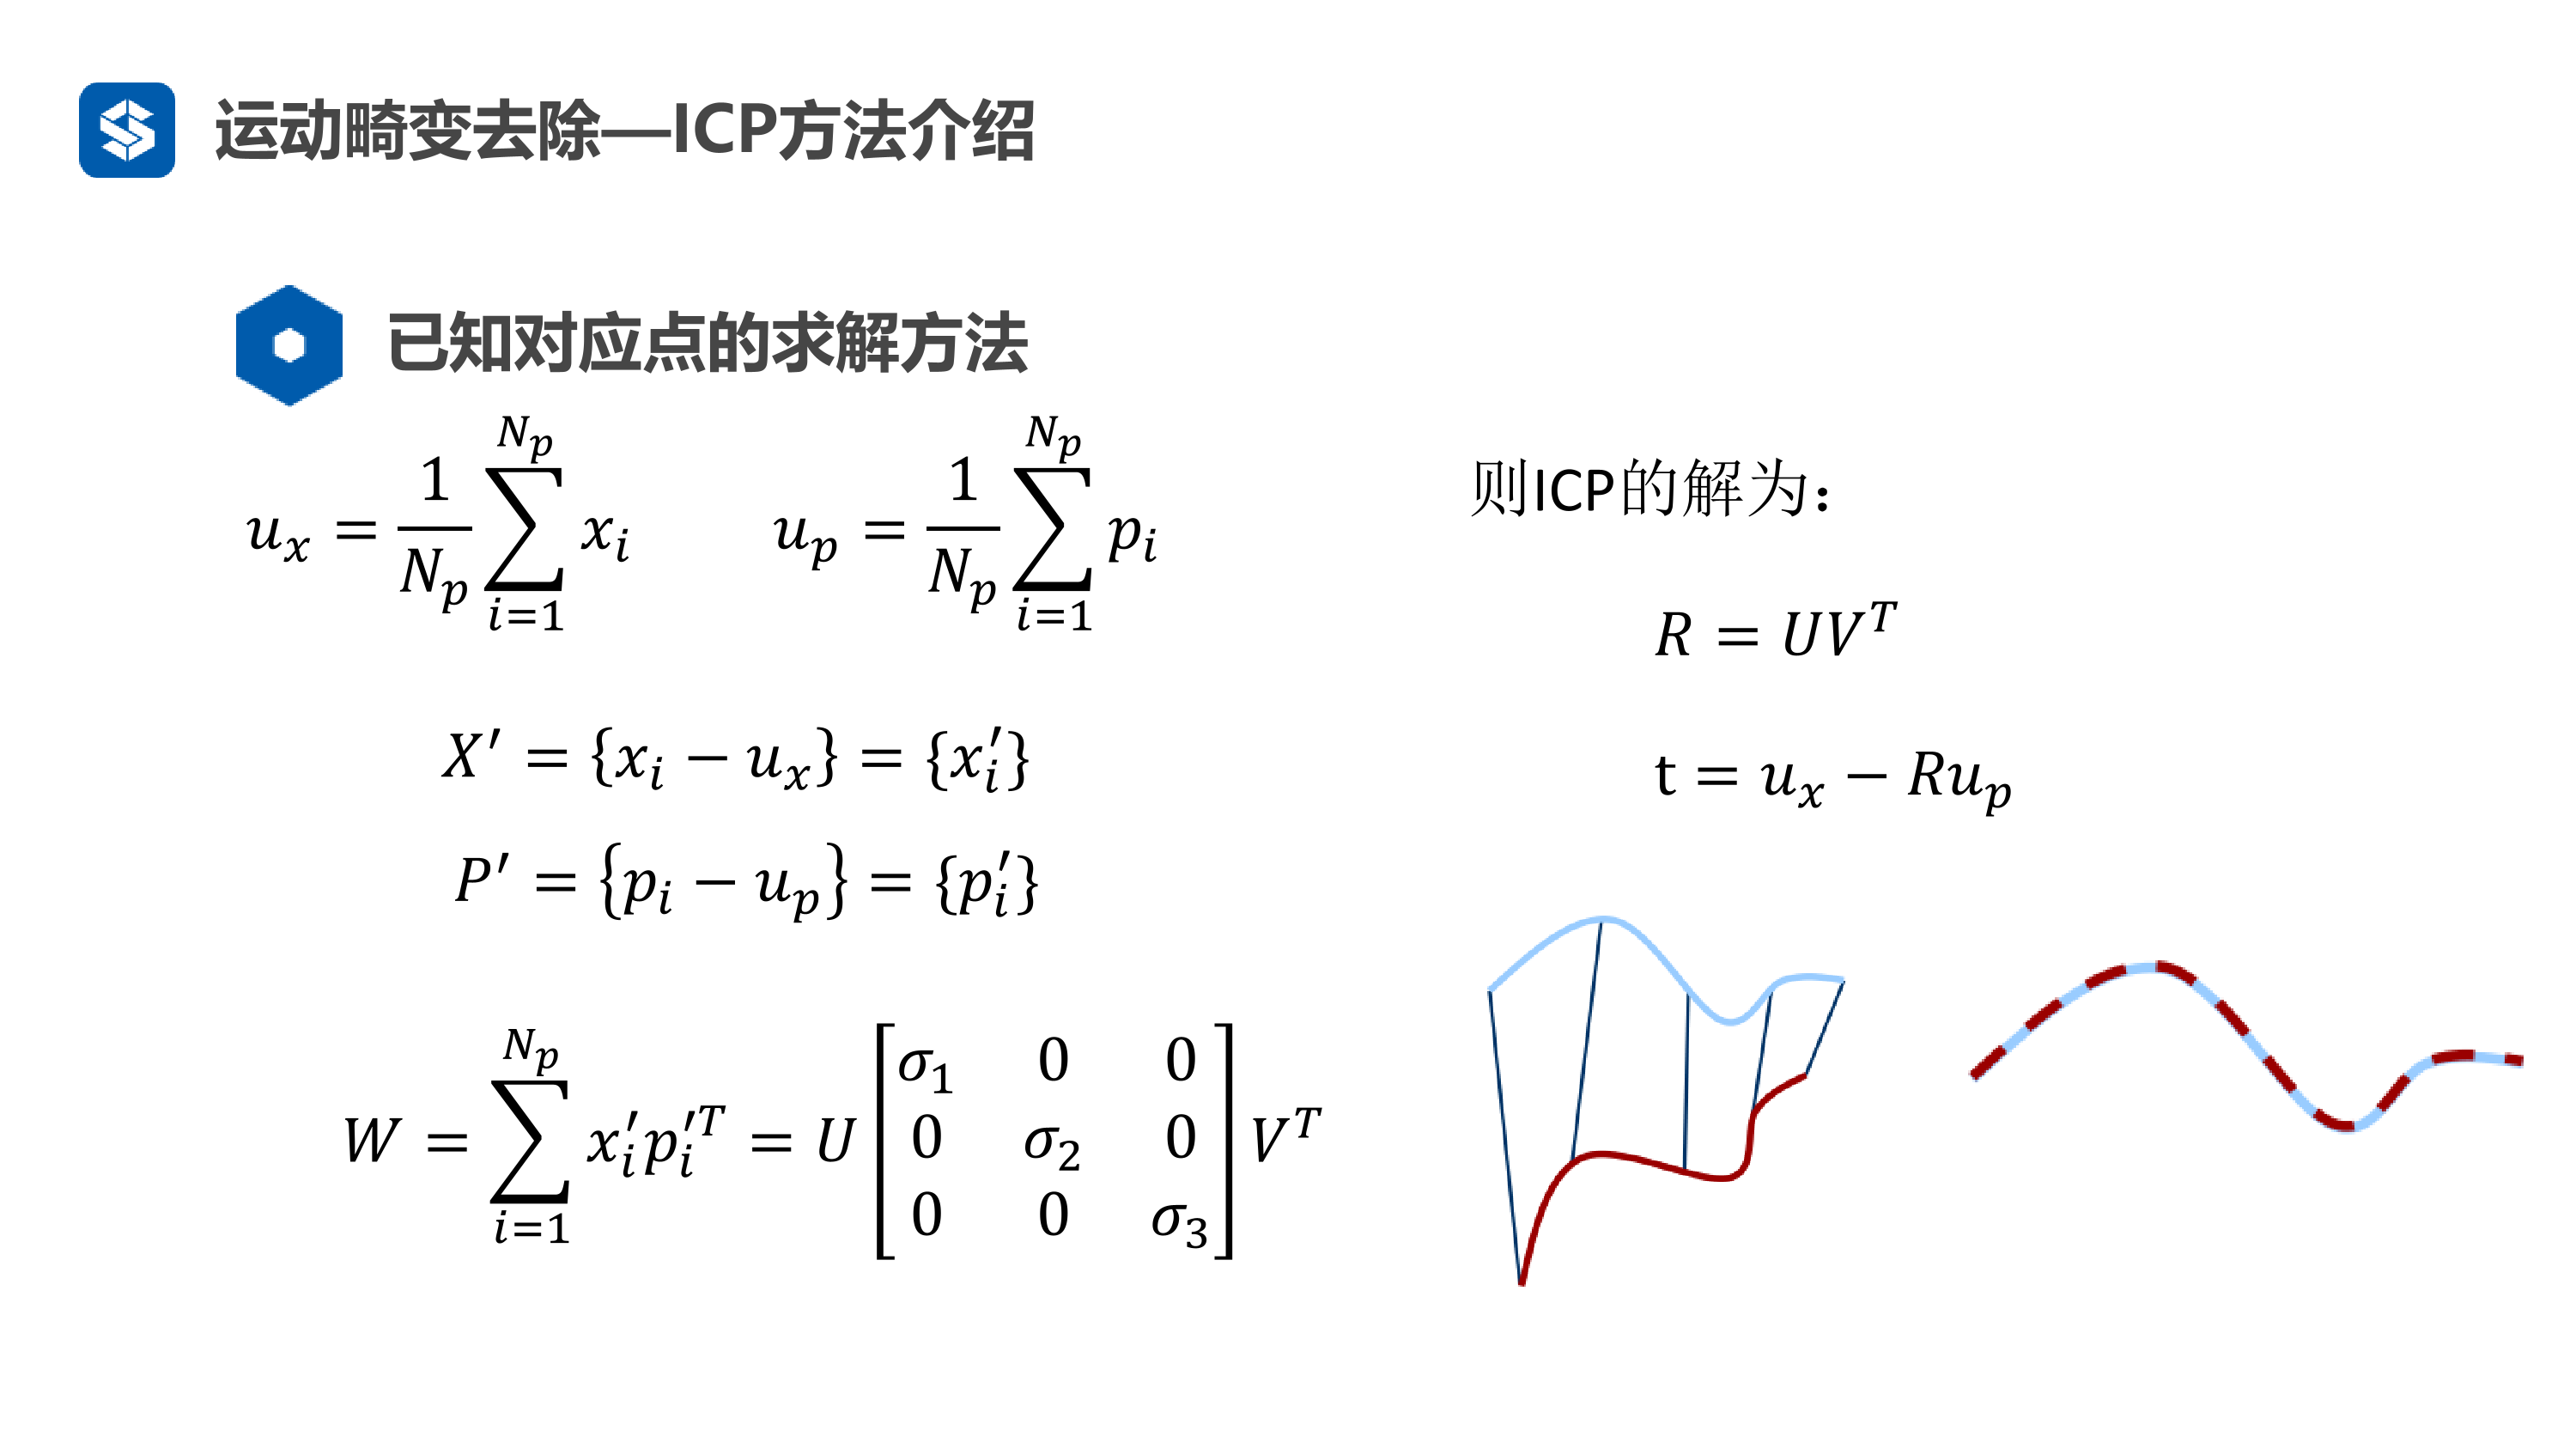 运动畸变去除—ICP方法介绍
已知对应点的求解方法
$u_x = \frac{1}{N_p} \sum_{i=1}^{N_p} x_i$ $u_p = \frac{1}{N_p} \sum_{i=1}^{N_p} p_i$
$X' = \{x_i - u_x\} = \{x_i'\}$
$P' = \{p_i - u_p\} = \{p_i'\}$
$W = \sum_{i=1}^{N_p} x_i' p_i'^T = U \begin{bmatrix} \sigma_1 & 0 & 0 \\ 0 & \sigma_2 & 0 \\ 0 & 0 & \sigma_3 \end{bmatrix} V^T$
则ICP的解为：
$R = UV^T$
$\mathrm{t} = u_x - Ru_p$